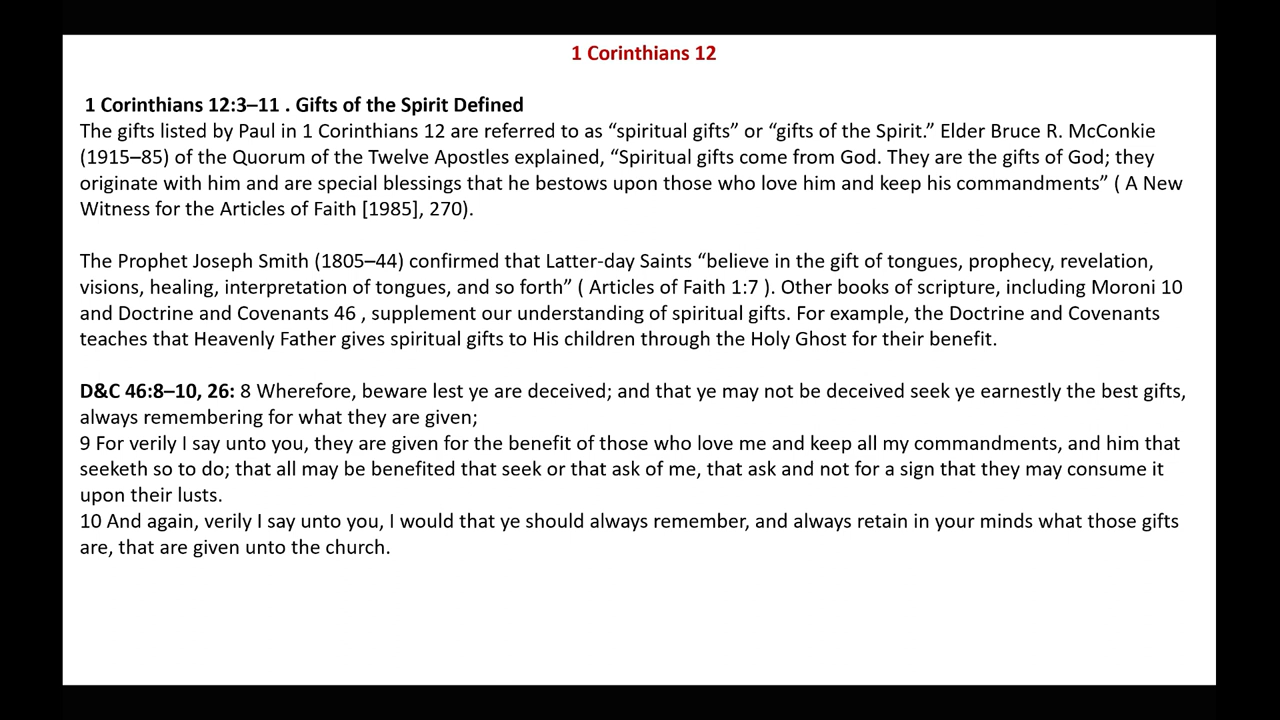 1 Corinthians 12
1 Corinthians 12:3–11 . Gifts of the Spirit Defined
The gifts listed by Paul in 1 Corinthians 12 are referred to as “spiritual gifts” or “gifts of the Spirit.” Elder Bruce R. McConkie
(1915–85) of the Quorum of the Twelve Apostles explained, “Spiritual gifts come from God. They are the gifts of God; they
originate with him and are special blessings that he bestows upon those who love him and keep his commandments” ( A New
Witness for the Articles of Faith [1985], 270).
The Prophet Joseph Smith (1805–44) confirmed that Latter-day Saints “believe in the gift of tongues, prophecy, revelation,
visions, healing, interpretation of tongues, and so forth” ( Articles of Faith 1:7 ). Other books of scripture, including Moroni 10
and Doctrine and Covenants 46 , supplement our understanding of spiritual gifts. For example, the Doctrine and Covenants
teaches that Heavenly Father gives spiritual gifts to His children through the Holy Ghost for their benefit.
D&C 46:8–10, 26: 8 Wherefore, beware lest ye are deceived; and that ye may not be deceived seek ye earnestly the best gifts,
always remembering for what they are given;
9 For verily I say unto you, they are given for the benefit of those who love me and keep all my commandments, and him that
seeketh so to do; that all may be benefited that seek or that ask of me, that ask and not for a sign that they may consume it
upon their lusts.
10 And again, verily I say unto you, I would that ye should always remember, and always retain in your minds what those gifts
are, that are given unto the church.